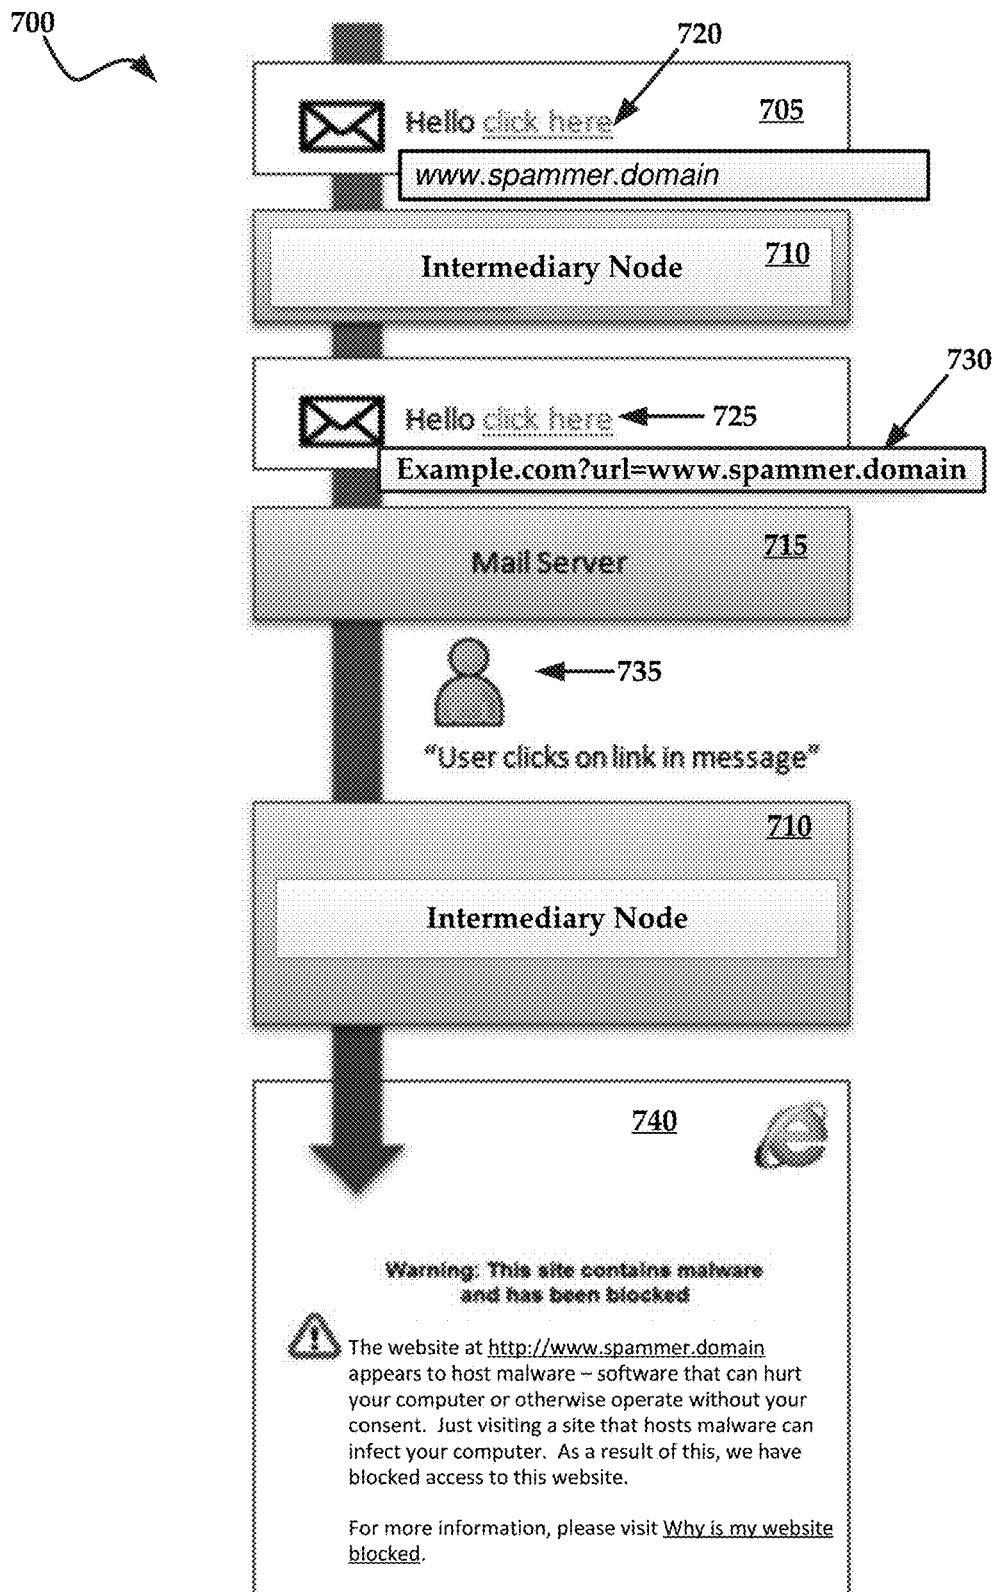 700
720
Hello click here
705
www.spammer.domain
Intermediary Node
710
730
Hello click here
725
Example.com?url=www.spammer.domain
Mail Server
715
735
“User clicks on link in message”
710
Intermediary Node
740
Warning: This site contains malware
and has been blocked
The website at http://www.spammer.domain
appears to host malware – software that can hurt
your computer or otherwise operate without your
consent. Just visiting a site that hosts malware can
infect your computer. As a result of this, we have
blocked access to this website.
For more information, please visit Why is my website
blocked.